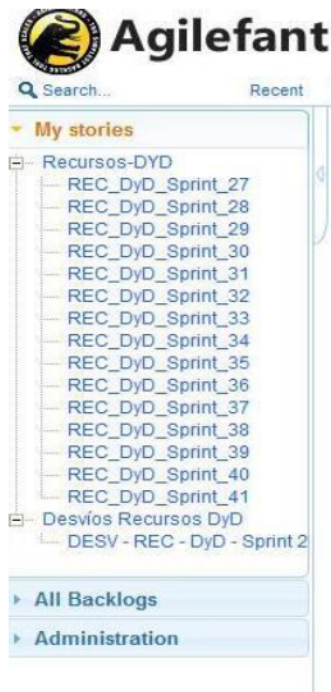 Agilefant
Search... Recent
My stories
Recursos-DYD
REC_DyD_Sprint_27
REC_DyD_Sprint_28
REC_DyD_Sprint_29
REC_DyD_Sprint_30
REC_DyD_Sprint_31
REC_DyD_Sprint_32
REC_DyD_Sprint_33
REC_DyD_Sprint_34
REC_DyD_Sprint_35
REC_DyD_Sprint_36
REC_DyD_Sprint_37
REC_DyD_Sprint_38
REC_DyD_Sprint_39
REC_DyD_Sprint_40
REC_DyD_Sprint_41
Desvíos Recursos DyD
DESV - REC - DyD - Sprint 2
All Backlogs
Administration